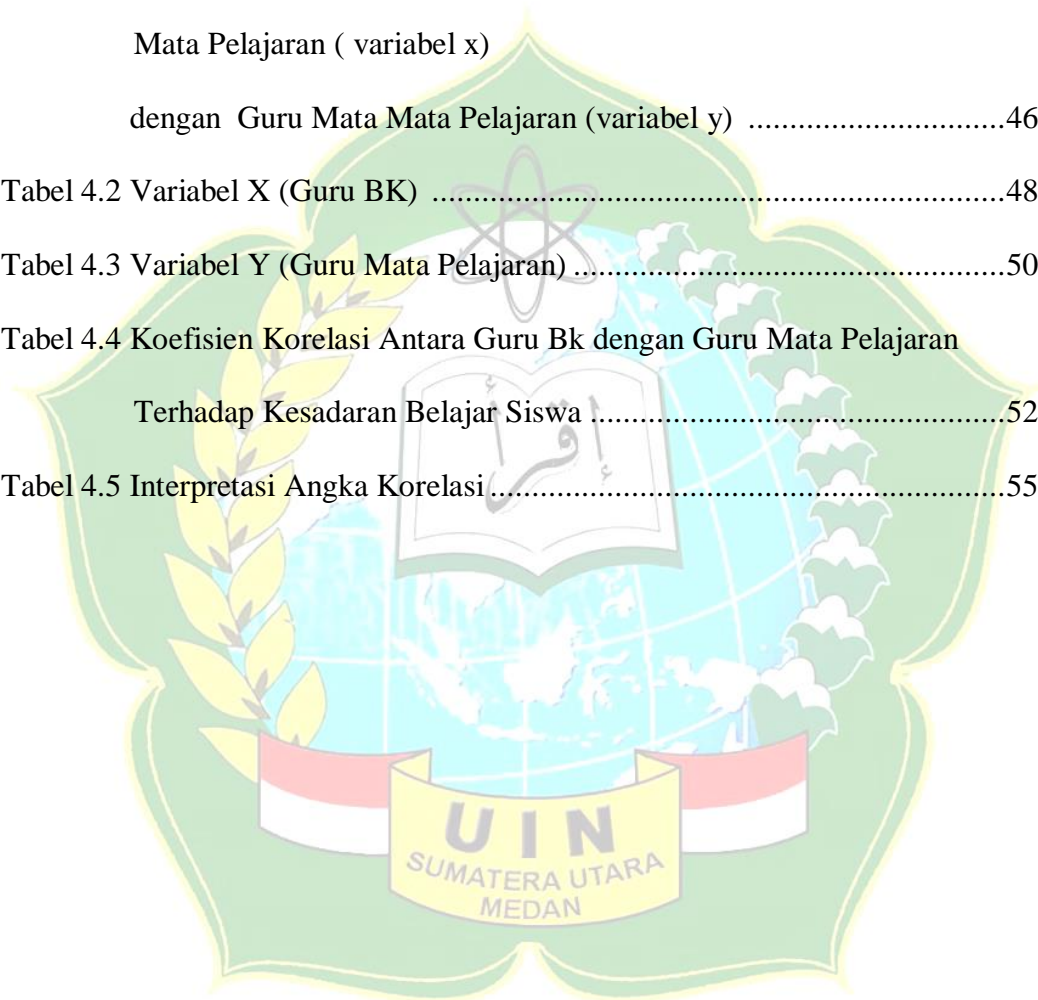 Mata Pelajaran ( variabel x)
dengan Guru Mata Mata Pelajaran (variabel y) ...............................46
Tabel 4.2 Variabel X (Guru BK) .....................................................................48
Tabel 4.3 Variabel Y (Guru Mata Pelajaran) ....................................................50
Tabel 4.4 Koefisien Korelasi Antara Guru Bk dengan Guru Mata Pelajaran
Terhadap Kesadaran Belajar Siswa ..................................................52
Tabel 4.5 Interpretasi Angka Korelasi ..............................................................55
إقرأ
UIN
SUMATERA UTARA
MEDAN